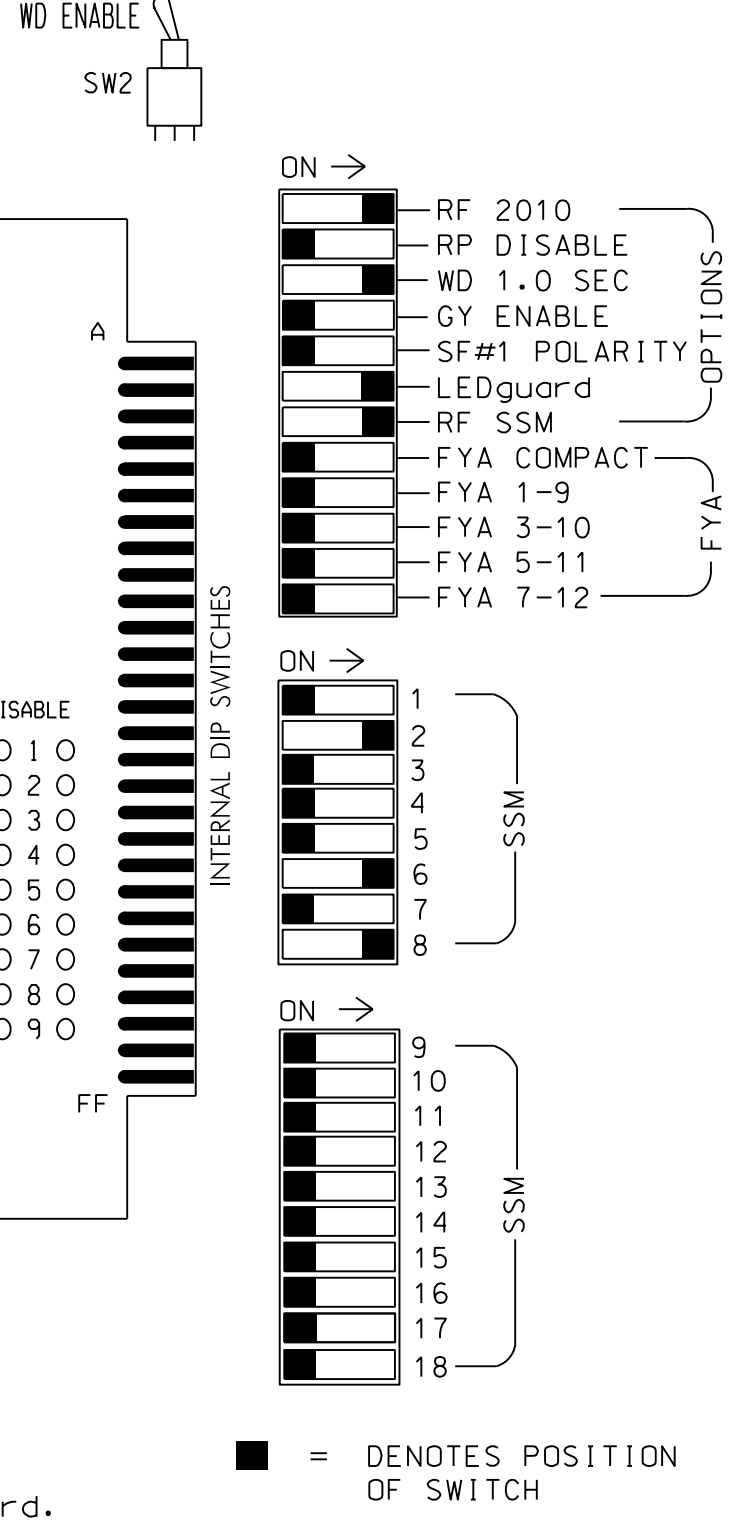 WD ENABLE
SW2
ON
RF 2010
RP DISABLE
WD 1.0 SEC
GY ENABLE
SF#1 POLARITY
LEDguard
RF SSM
OPTIONS
FYA COMPACT
FYA 1-9
FYA 3-10
FYA 5-11
FYA 7-12
FYA
A
FF
INTERNAL DIP SWITCHES
ISABLE
1
2
3
4
5
6
7
8
9
ON
1
2
3
4
5
6
7
8
SSM
ON
9
10
11
12
13
14
15
16
17
18
SSM
= DENOTES POSITION
OF SWITCH
rd.